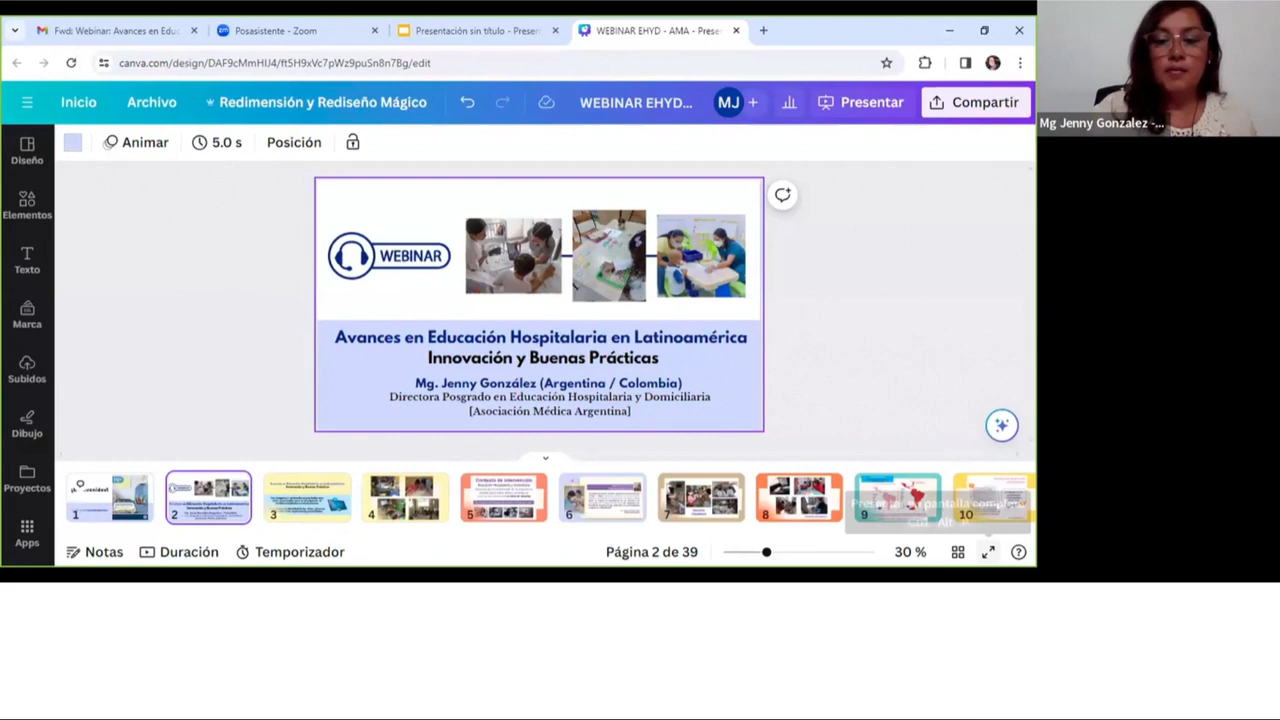 Fwd: Webinar: Avances en Educ
Posasistente - Zoom
Presentación sin título - Presen
WEBINAR EHYD - AMA - Prese
canva.com/design/DAF9cMmHIJ4/ft5H9xVc7pWz9puSn8n7Bg/edit
Inicio
Archivo
Redimensión y Rediseño Mágico
WEBINAR EHYD...
MJ
Presentar
Compartir
Mg Jenny Gonzalez -...
Animar
5.0 s
Posición
Diseño
Elementos
Texto
Marca
Subidos
Dibujo
Proyectos
Apps
WEBINAR
Avances en Educación Hospitalaria en Latinoamérica
Innovación y Buenas Prácticas
Mg. Jenny González (Argentina / Colombia)
Directora Posgrado en Educación Hospitalaria y Domiciliaria
[Asociación Médica Argentina]
1
2
3
4
5
Contexto de intervención
6
7
8
9
10
Notas
Duración
Temporizador
Página 2 de 39
30 %